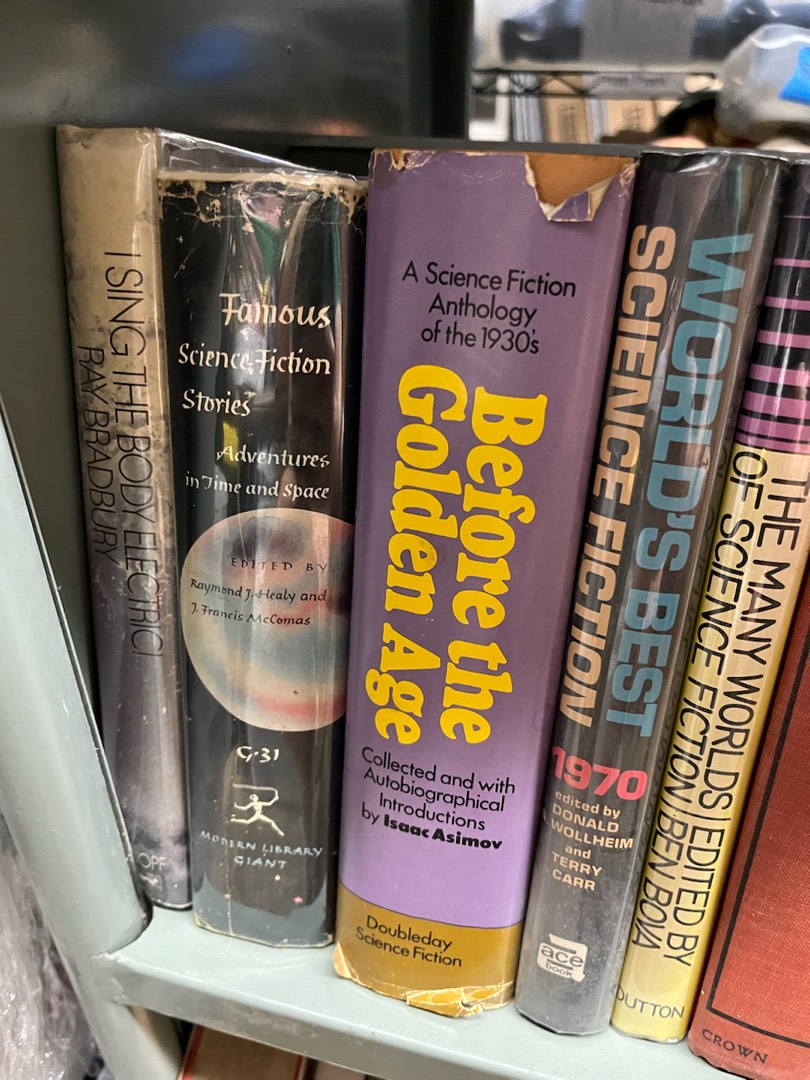 I SING THE BODY ELECTRIC!
RAY BRADBURY
OPF
Famous
Science-Fiction
Stories
Adventures
in Time and Space
EDITED BY
Raymond J. Healy and
J. Francis McComas
G-31
MODERN LIBRARY
GIANT
A Science Fiction
Anthology
of the 1930's
Before the
Golden Age
Collected and with
Autobiographical
Introductions
by Isaac Asimov
Doubleday
Science Fiction
WORLD'S BEST
SCIENCE FICTION
1970
edited by
DONALD
WOLLHEIM
and
TERRY
CARR
ace
book
THE MANY WORLDS
OF SCIENCE FICTION/BEN BOVA
EDITED BY
DUTTON
CROWN